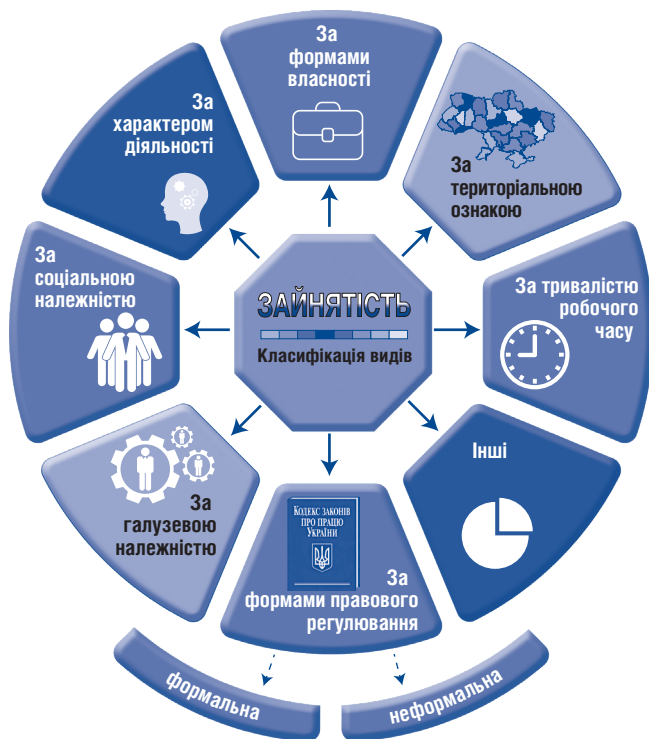 За
формами
власності
За
територіальною
ознакою
За тривалістю
робочого
часу
Інші
КОДЕКС ЗАКОНІВ
ПРО ПРАЦЮ
УКРАЇНИ
За
формами правового
регулювання
формальна
неформальна
За
галузевою
належністю
За
соціальною
належністю
За
характером
діяльності
ЗАЙНЯТІСТЬ
Класифікація видів